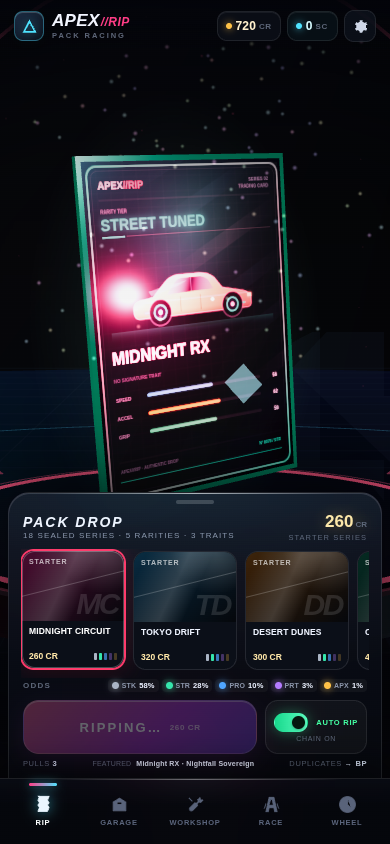 APEX//RIP
PACK RACING
720 CR
0 SC
APEX//RIP
TRADING CARD
RARITY TIER
STREET TUNED
MIDNIGHT RX
NO SIGNATURE TRAIT
SPEED
ACCEL
GRIP
PACK DROP
18 SEALED SERIES · 5 RARITIES · 3 TRAITS
260 CR
STARTER SERIES
STARTER
MC
MIDNIGHT CIRCUIT
260 CR
STARTER
TD
TOKYO DRIFT
320 CR
STARTER
DD
DESERT DUNES
300 CR
ODDS
STK 58%
STR 28%
PRO 10%
PRT 3%
APX 1%
RIPPING… 260 CR
AUTO RIP
CHAIN ON
PULLS 3
FEATURED Midnight RX · Nightfall Sovereign
DUPLICATES → BP
RIP
GARAGE
WORKSHOP
RACE
WHEEL